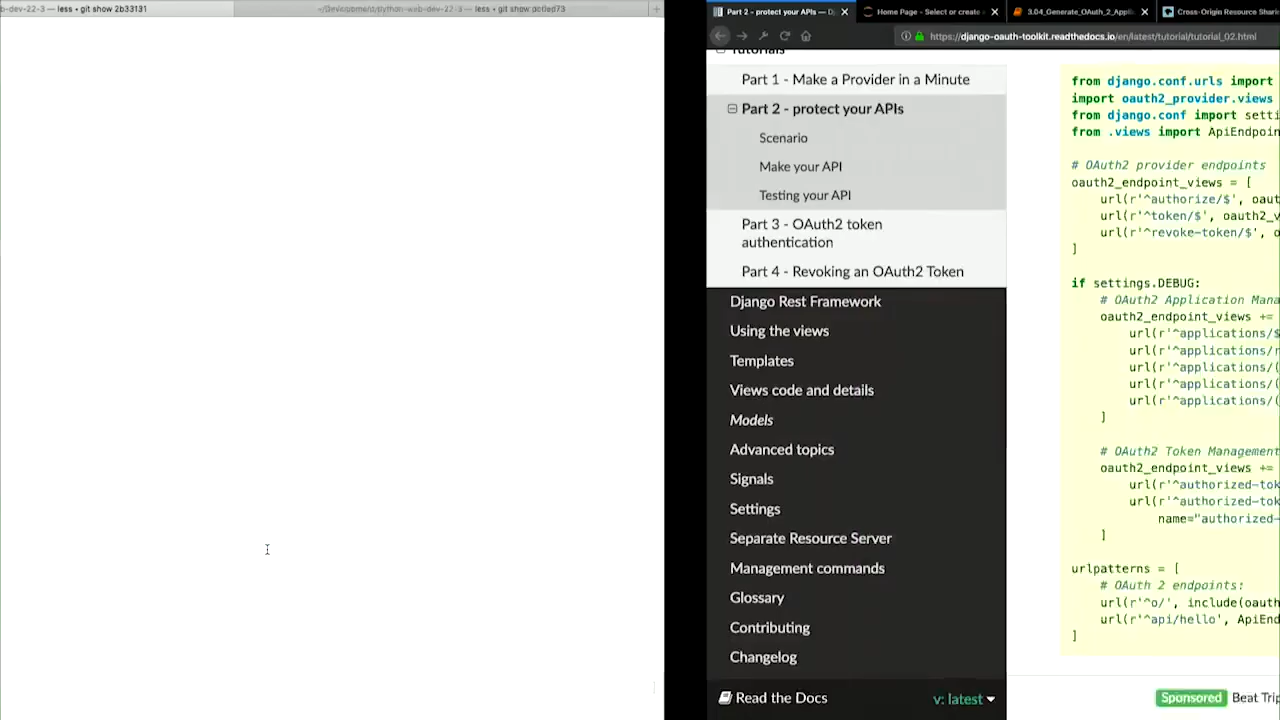 b-dev-22-3 — less • git show 2b33131
~/Development/python-web-dev-22-3 — less • git show
Part 2 - protect your APIs — D
Home Page - Select or create
3.04_Generate_OAuth_2_Appli
Cross-Origin Resource Shari
https://django-oauth-toolkit.readthedocs.io/en/latest/tutorial/tutorial_02.html
Tutorials
Part 1 - Make a Provider in a Minute
Part 2 - protect your APIs
Scenario
Make your API
Testing your API
Part 3 - OAuth2 token
authentication
Part 4 - Revoking an OAuth2 Token
Django Rest Framework
Using the views
Templates
Views code and details
Models
Advanced topics
Signals
Settings
Separate Resource Server
Management commands
Glossary
Contributing
Changelog
Read the Docs
v: latest
from django.conf.urls import
import oauth2_provider.views
from django.conf import setti
from .views import ApiEndpoin
# OAuth2 provider endpoints
oauth2_endpoint_views = [
url(r'^authorize/$', oaut
url(r'^token/$', oauth2_v
url(r'^revoke-token/$', o
]
if settings.DEBUG:
# OAuth2 Application Mana
oauth2_endpoint_views +=
url(r'^applications/$
url(r'^applications/r
url(r'^applications/(
url(r'^applications/(
url(r'^applications/(
]
# OAuth2 Token Management
oauth2_endpoint_views +=
url(r'^authorized-tok
url(r'^authorized-tok
name="authorized-
]
urlpatterns = [
# OAuth 2 endpoints:
url(r'^o/', include(oauth
url(r'^api/hello', ApiEnd
]
Sponsored
Beat Trip